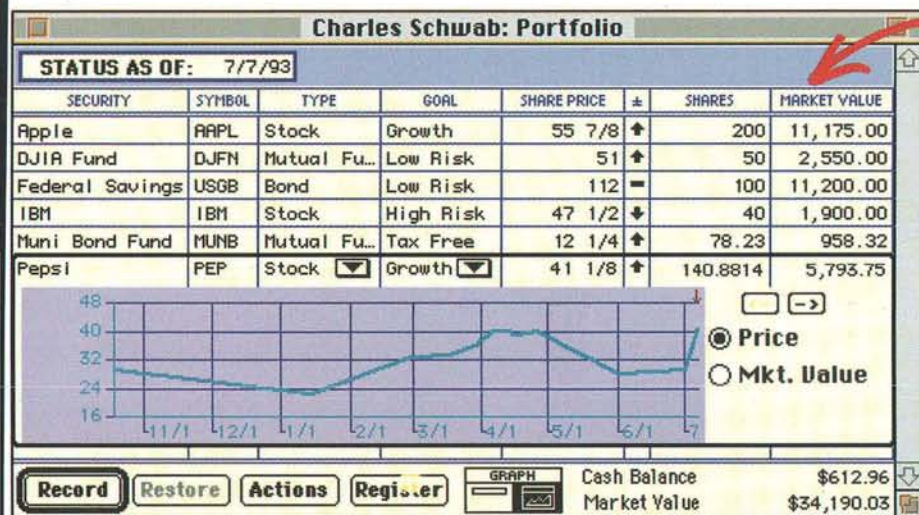 Charles Schwab: Portfolio
STATUS AS OF: 7/7/93
SECURITY SYMBOL TYPE GOAL SHARE PRICE ± SHARES MARKET VALUE
Apple AAPL Stock Growth 55 7/8 200 11,175.00
DJIA Fund DJFN Mutual Fu… Low Risk 51 50 2,550.00
Federal Savings USGB Bond Low Risk 112 100 11,200.00
IBM IBM Stock High Risk 47 1/2 40 1,900.00
Muni Bond Fund MUNB Mutual Fu… Tax Free 12 1/4 78.23 958.32
Pepsi PEP Stock Growth 41 1/8 140.8814 5,793.75
48
40
32
24
16
11/1 12/1 1/1 2/1 3/1 4/1 5/1 6/1 7
Price
Mkt. Value
Record Restore Actions Register GRAPH Cash Balance $612.96
Market Value $34,190.03